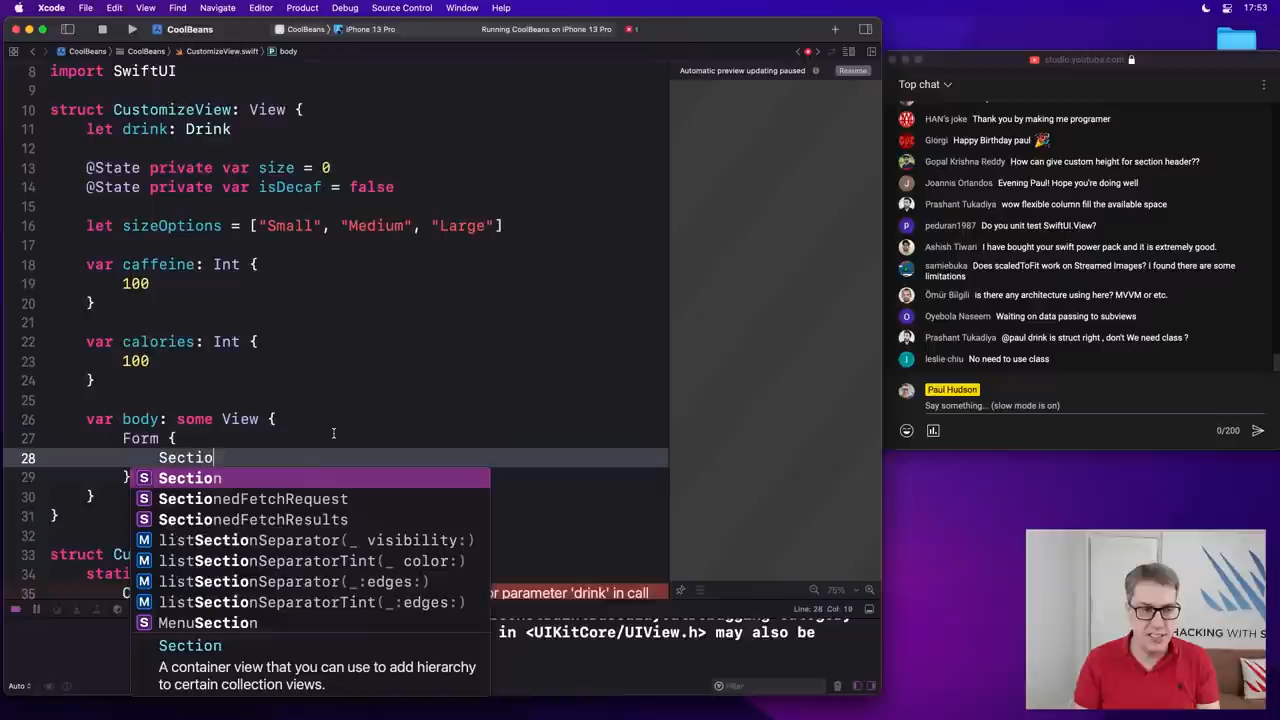 Xcode File Edit View Find Navigate Editor Product Debug Source Control Window Help 17:53
CoolBeans
CoolBeans iPhone 13 Pro
Running CoolBeans on iPhone 13 Pro 1
CoolBeans CoolBeans CustomizeView.swift body
8 import SwiftUI
9
10 struct CustomizeView: View {
11 let drink: Drink
12
13 @State private var size = 0
14 @State private var isDecaf = false
15
16 let sizeOptions = ["Small", "Medium", "Large"]
17
18 var caffeine: Int {
19 100
20 }
21
22 var calories: Int {
23 100
24 }
25
26 var body: some View {
27 Form {
28 Sectio
29 }
30 }
31 }
32
33 struct Cu
34 stati
35 C
or parameter 'drink' in call
S Section
S SectionedFetchRequest
S SectionedFetchResults
M listSectionSeparator(_ visibility:)
M listSectionSeparatorTint(_ color:)
M listSectionSeparator(_:edges:)
M listSectionSeparatorTint(_:edges:)
S MenuSection
Section
A container view that you can use to add hierarchy
to certain collection views.
Automatic preview updating paused Resume
75%
Line: 28 Col: 19
in <UIKitCore/UIView.h> may also be
Auto
Filter
studio.youtube.com
Top chat
HAN's joke Thank you by making me programer
Giorgi Happy Birthday paul 🎉
Gopal Krishna Reddy How can give custom height for section header??
Joannis Orlandos Evening Paul! Hope you're doing well
Prashant Tukadiya wow flexible column fill the available space
peduran1987 Do you unit test SwiftUI.View?
Ashish Tiwari I have bought your swift power pack and it is extremely good.
samiebuka Does scaledToFit work on Streamed Images? I found there are some
limitations
Ömür Bilgili is there any architecture using here? MVVM or etc.
Oyebola Naseem Waiting on data passing to subviews
Prashant Tukadiya @paul drink is struct right , don't We need class ?
leslie chiu No need to use class
Paul Hudson
Say something... (slow mode is on)
0/200
HACKING WITH S